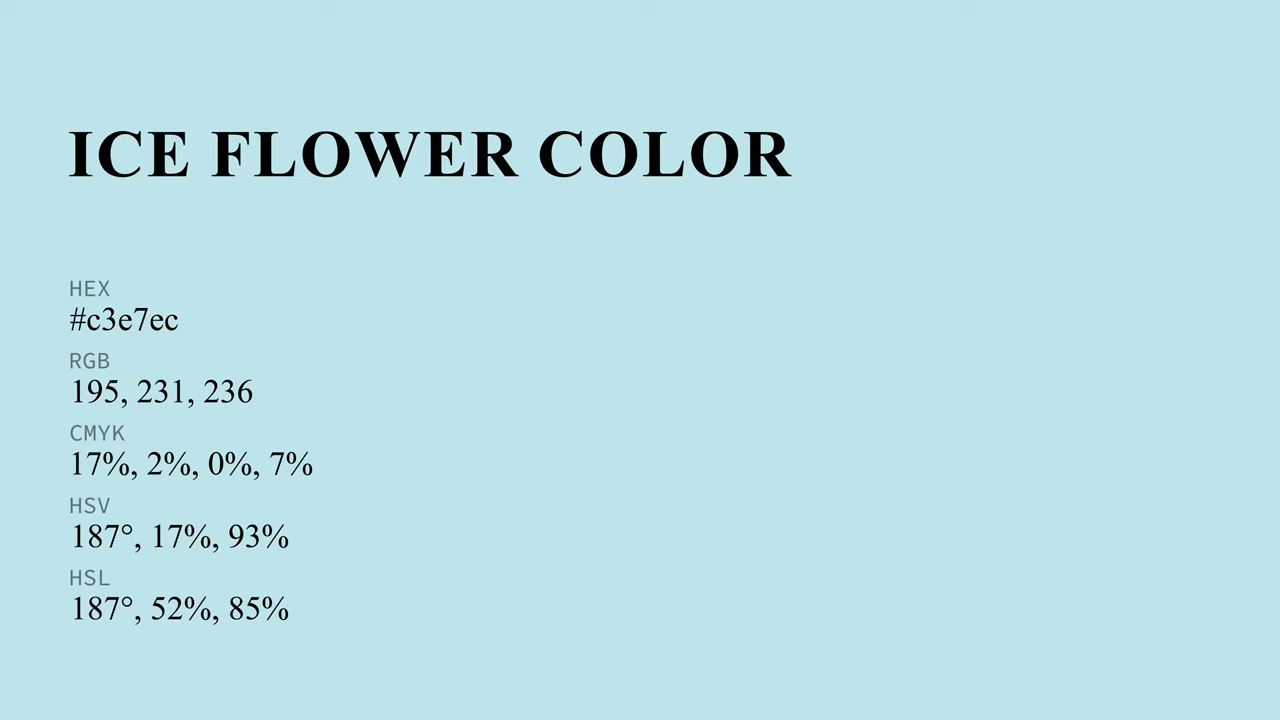 ICE FLOWER COLOR
HEX
#c3e7ec
RGB
195, 231, 236
CMYK
17%, 2%, 0%, 7%
HSV
187°, 17%, 93%
HSL
187°, 52%, 85%